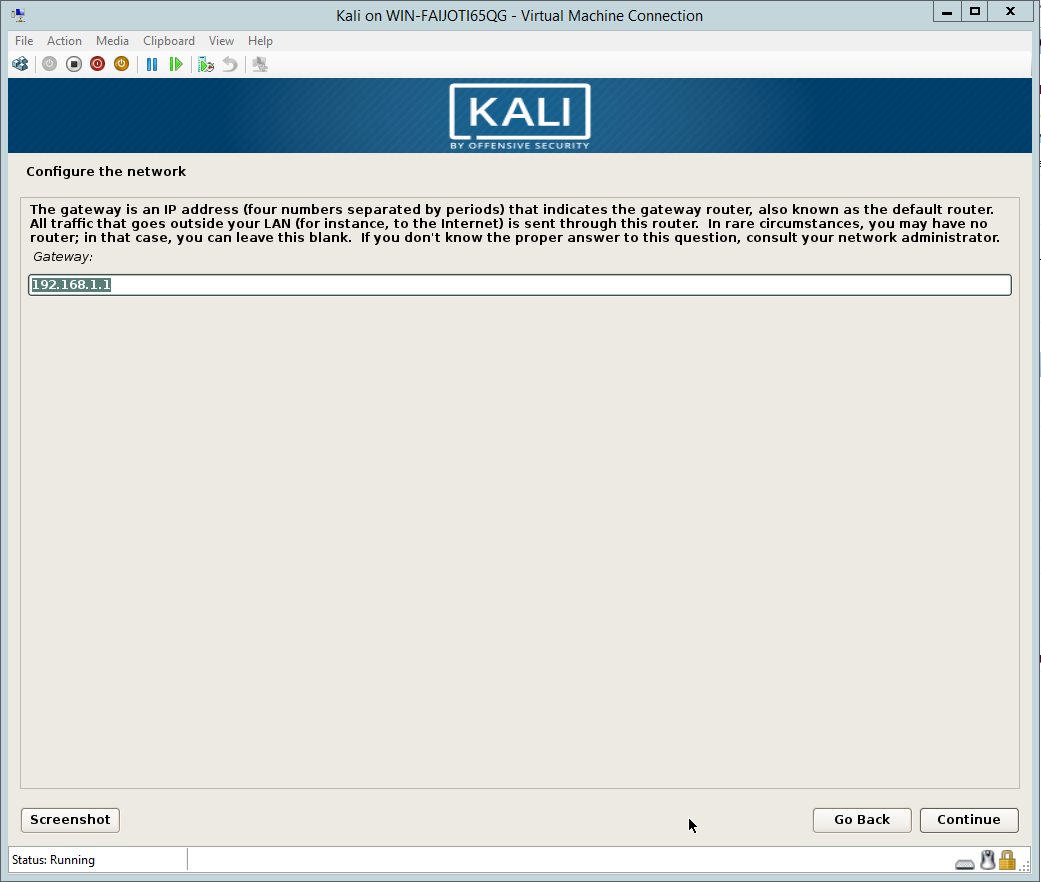 Kali on WIN-FAIJOTI65QG - Virtual Machine Connection
File Action Media Clipboard View Help
KALI
BY OFFENSIVE SECURITY
Configure the network
The gateway is an IP address (four numbers separated by periods) that indicates the gateway router, also known as the default router.
All traffic that goes outside your LAN (for instance, to the Internet) is sent through this router.  In rare circumstances, you may have no
router; in that case, you can leave this blank.  If you don't know the proper answer to this question, consult your network administrator.
Gateway:
192.168.1.1
Screenshot Go Back Continue
Status: Running